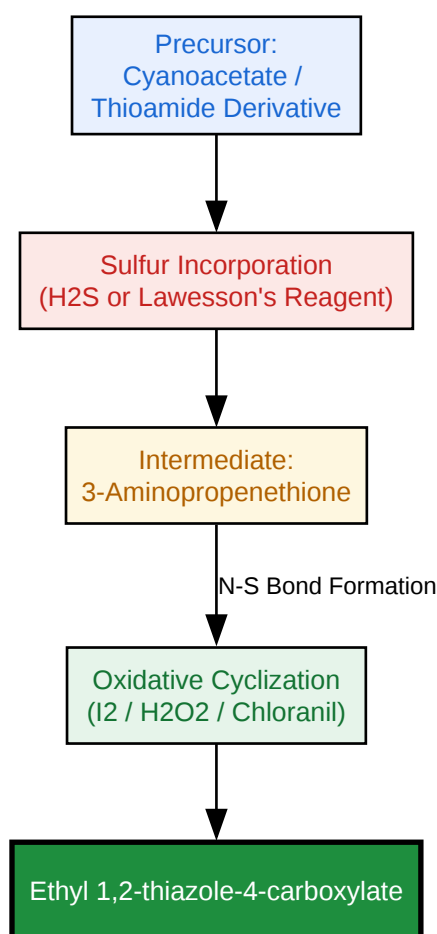 Precursor:
Cyanoacetate /
Thioamide Derivative
Sulfur Incorporation
(H2S or Lawesson's Reagent)
Intermediate:
3-Aminopropenethione
N-S Bond Formation
Oxidative Cyclization
(I2 / H2O2 / Chloranil)
Ethyl 1,2-thiazole-4-carboxylate